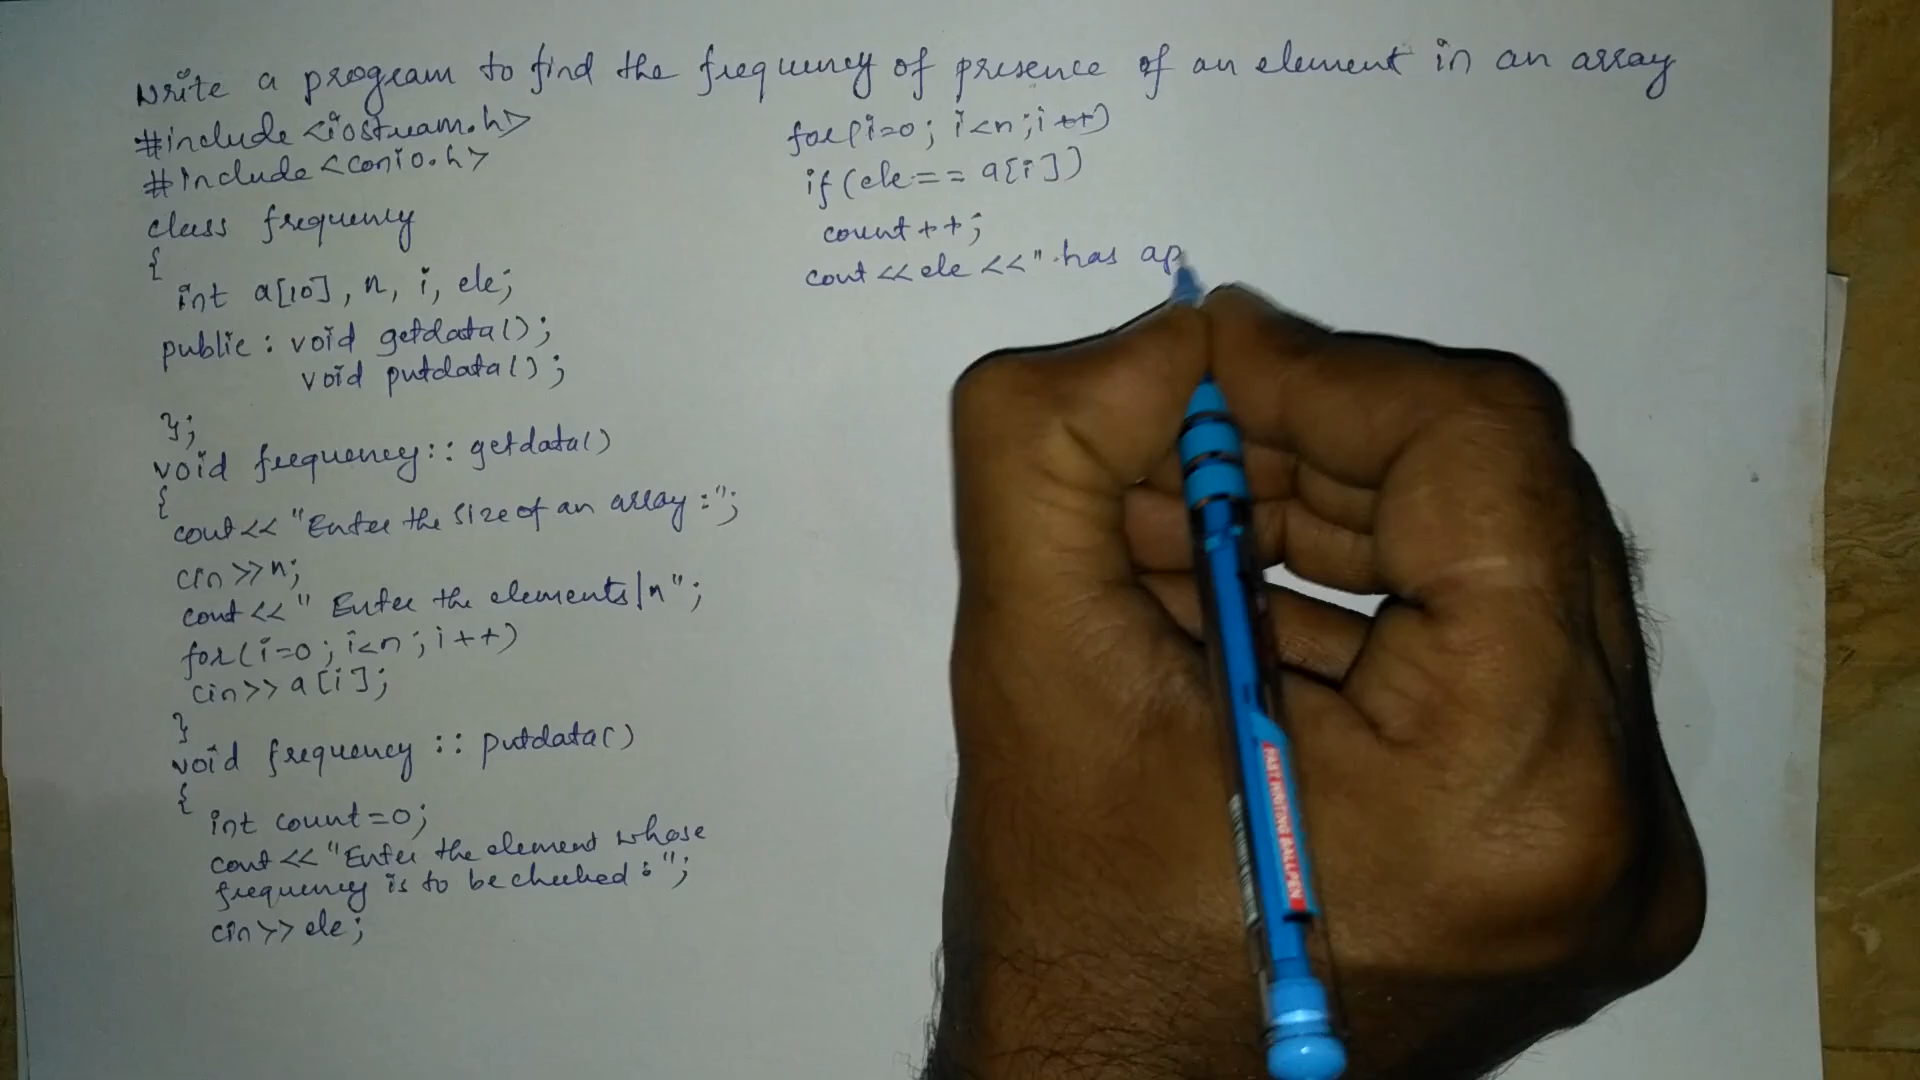 Write a program to find the frequency of presence of an element in an array
#include <iostream.h>
#include <conio.h>
class frequency
{
int a[10], n, i, ele;
public: void getdata();
void putdata();
};
void frequency:: getdata()
{
cout<< "Enter the size of an array :";
cin >>n;
cout << " Enter the elements\n";
for(i=0; i<n; i++)
cin>> a[i];
}
void frequency :: putdata()
{
int count=0;
cout << "Enter the element whose
frequency is to be checked :";
cin>> ele;
for(i=0; i<n; i++)
if(ele== a[i])
count++;
cout << ele <<" has ap
FAST WRITING BALLPEN